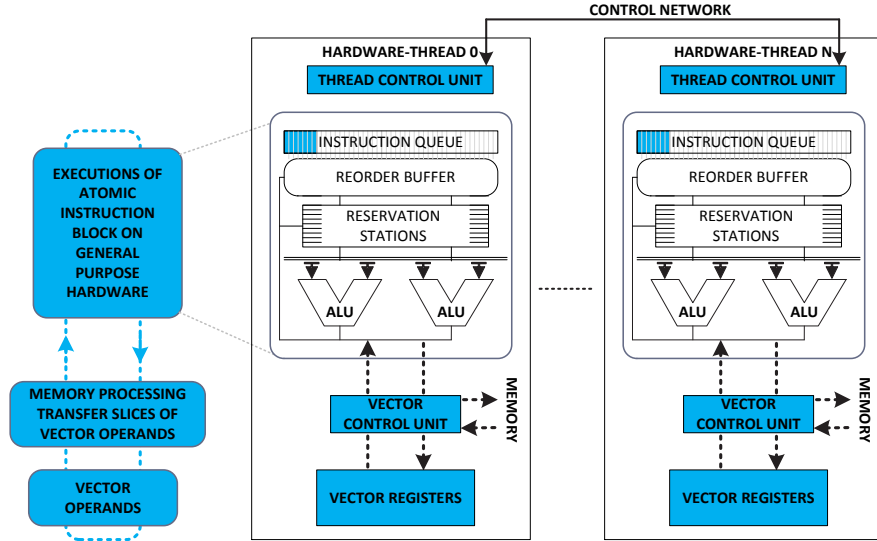 CONTROL NETWORK
HARDWARE-THREAD 0
THREAD CONTROL UNIT
INSTRUCTION QUEUE
REORDER BUFFER
RESERVATION
STATIONS
ALU
ALU
VECTOR
CONTROL UNIT
MEMORY
VECTOR REGISTERS
HARDWARE-THREAD N
THREAD CONTROL UNIT
INSTRUCTION QUEUE
REORDER BUFFER
RESERVATION
STATIONS
ALU
ALU
VECTOR
CONTROL UNIT
MEMORY
VECTOR REGISTERS
EXECUTIONS OF
ATOMIC
INSTRUCTION
BLOCK ON
GENERAL
PURPOSE
HARDWARE
MEMORY PROCESSING
TRANSFER SLICES OF
VECTOR OPERANDS
VECTOR
OPERANDS